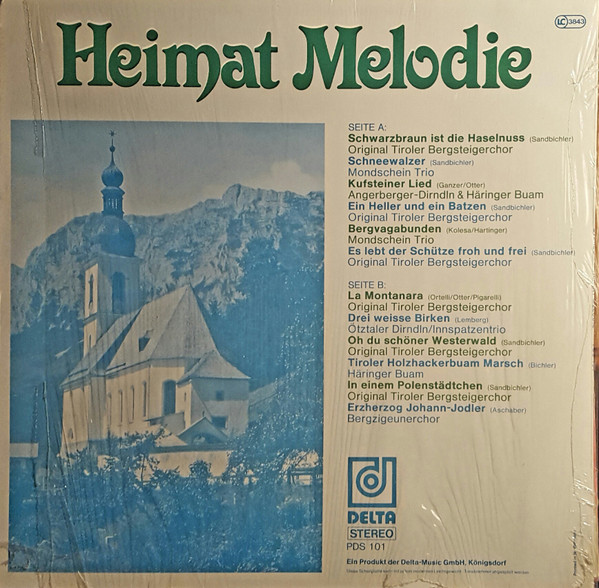 LC 3843
Heimat Melodie
SEITE A:
Schwarzbraun ist die Haselnuss (Sandbichler)
Original Tiroler Bergsteigerchor
Schneewalzer (Sandbichler)
Mondschein Trio
Kufsteiner Lied (Ganzer/Otter)
Angerberger-Dirndln & Häringer Buam
Ein Heller und ein Batzen (Sandbichler)
Original Tiroler Bergsteigerchor
Bergvagabunden (Kolesa/Hartinger)
Mondschein Trio
Es lebt der Schütze froh und frei (Sandbichler)
Original Tiroler Bergsteigerchor
SEITE B:
La Montanara (Ortelli/Otter/Pigarelli)
Original Tiroler Bergsteigerchor
Drei weisse Birken (Lemberg)
Ötztaler Dirndln/Innspatzentrio
Oh du schöner Westerwald (Sandbichler)
Original Tiroler Bergsteigerchor
Tiroler Holzhackerbuam Marsch (Bichler)
Häringer Buam
In einem Polenstädtchen (Sandbichler)
Original Tiroler Bergsteigerchor
Erzherzog Johann-Jodler (Aschaber)
Bergzigeunerchor
DELTA
STEREO
PDS 101
Ein Produkt der Delta-Music GmbH, Königsdorf